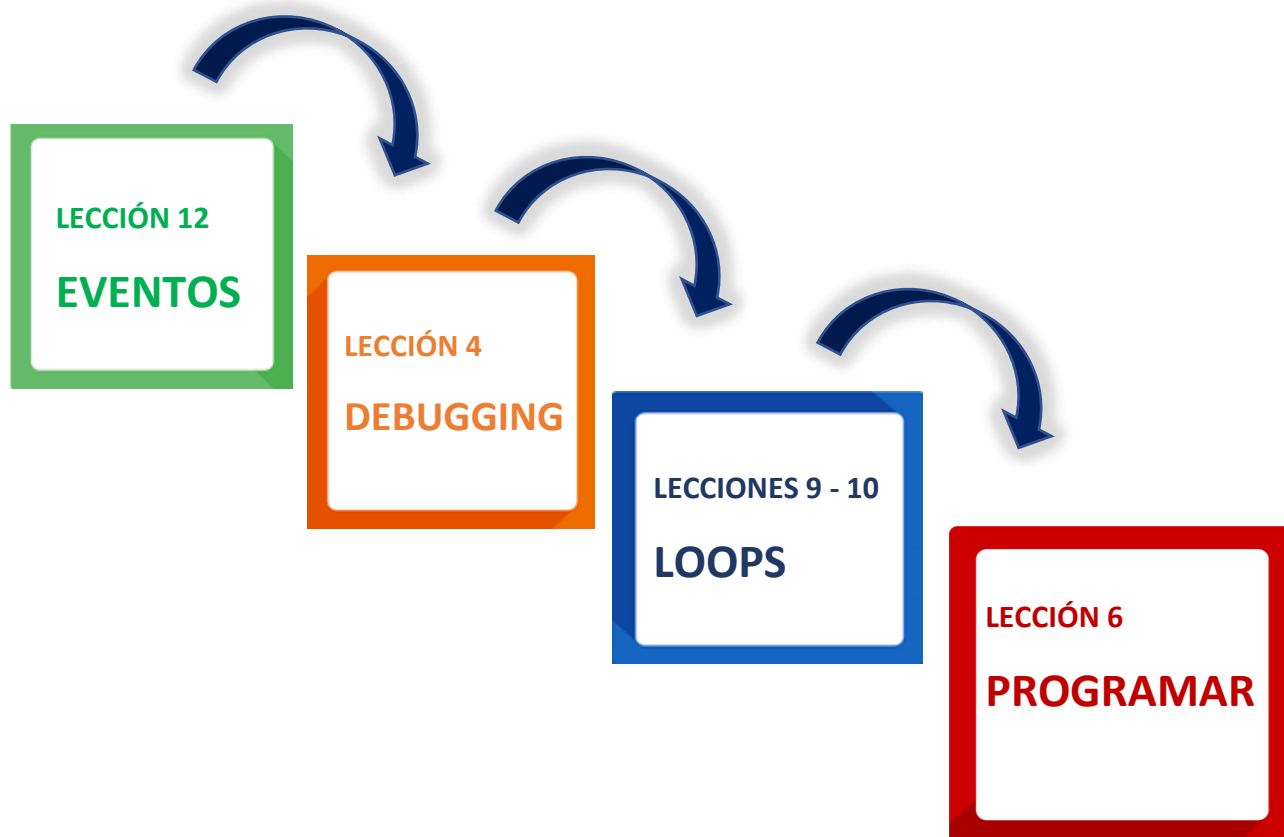 LECCIÓN 12
EVENTOS
LECCIÓN 4
DEBUGGING
LECCIONES 9 - 10
LOOPS
LECCIÓN 6
PROGRAMAR